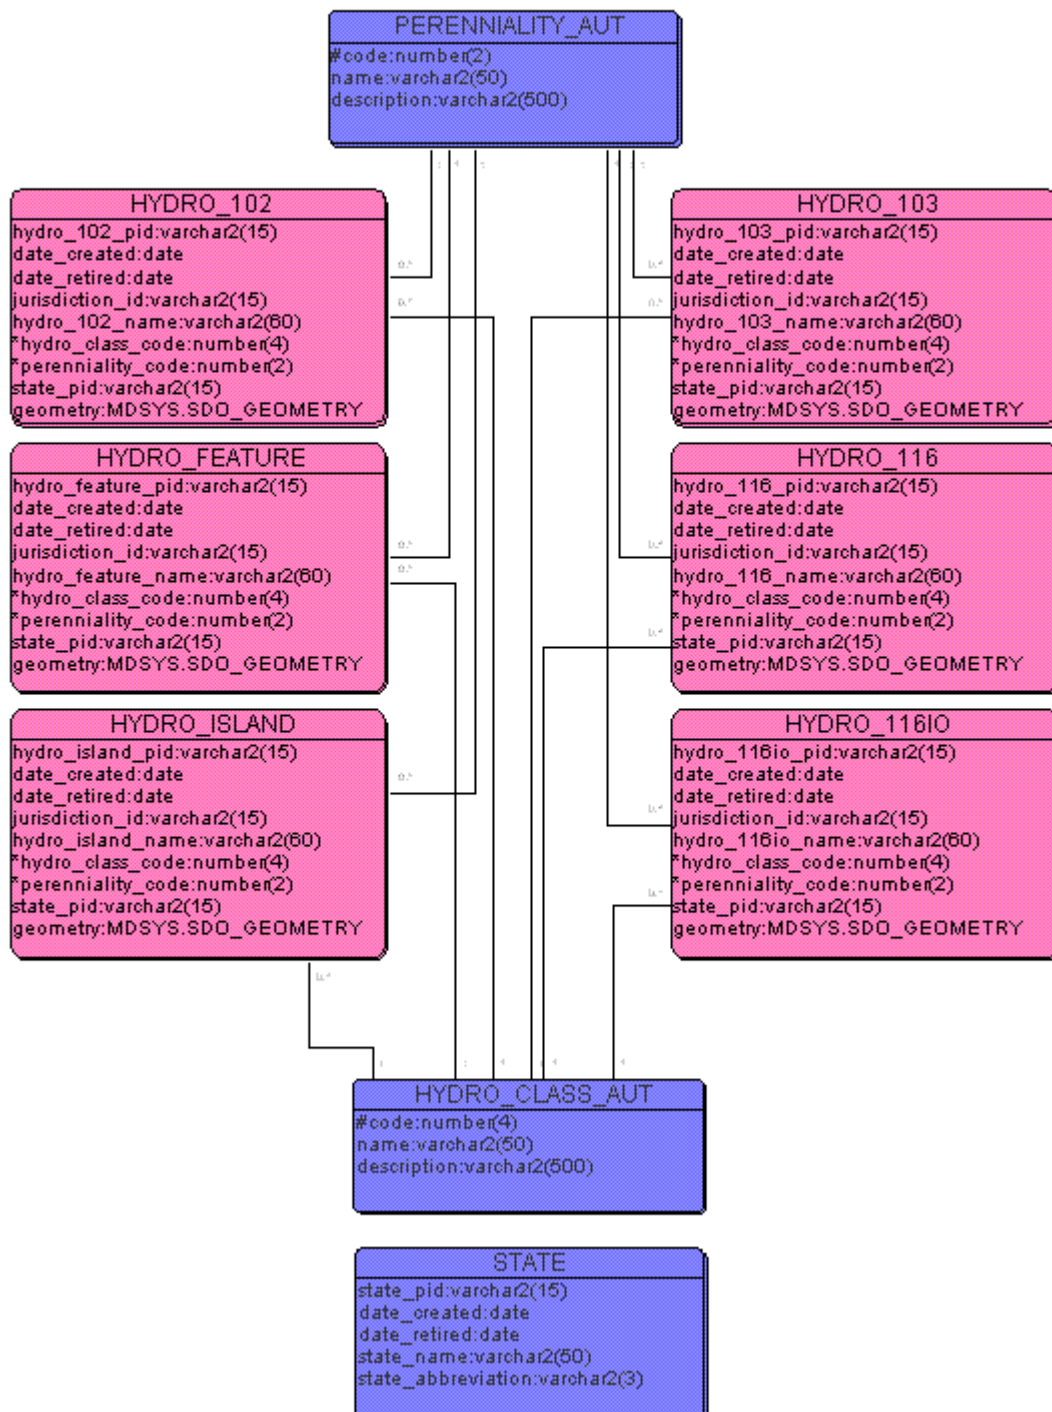 PERENNIALITY_AUT
#code:number(2)
name:varchar2(50)
description:varchar2(500)
HYDRO_102
hydro_102_pid:varchar2(15)
date_created:date
date_retired:date
jurisdiction_id:varchar2(15)
hydro_102_name:varchar2(60)
*hydro_class_code:number(4)
*perenniality_code:number(2)
state_pid:varchar2(15)
geometry:MDSYS.SDO_GEOMETRY
HYDRO_103
hydro_103_pid:varchar2(15)
date_created:date
date_retired:date
jurisdiction_id:varchar2(15)
hydro_103_name:varchar2(60)
*hydro_class_code:number(4)
*perenniality_code:number(2)
state_pid:varchar2(15)
geometry:MDSYS.SDO_GEOMETRY
HYDRO_FEATURE
hydro_feature_pid:varchar2(15)
date_created:date
date_retired:date
jurisdiction_id:varchar2(15)
hydro_feature_name:varchar2(60)
*hydro_class_code:number(4)
*perenniality_code:number(2)
state_pid:varchar2(15)
geometry:MDSYS.SDO_GEOMETRY
HYDRO_116
hydro_116_pid:varchar2(15)
date_created:date
date_retired:date
jurisdiction_id:varchar2(15)
hydro_116_name:varchar2(60)
*hydro_class_code:number(4)
*perenniality_code:number(2)
state_pid:varchar2(15)
geometry:MDSYS.SDO_GEOMETRY
HYDRO_ISLAND
hydro_island_pid:varchar2(15)
date_created:date
date_retired:date
jurisdiction_id:varchar2(15)
hydro_island_name:varchar2(60)
*hydro_class_code:number(4)
*perenniality_code:number(2)
state_pid:varchar2(15)
geometry:MDSYS.SDO_GEOMETRY
HYDRO_116IO
hydro_116io_pid:varchar2(15)
date_created:date
date_retired:date
jurisdiction_id:varchar2(15)
hydro_116io_name:varchar2(60)
*hydro_class_code:number(4)
*perenniality_code:number(2)
state_pid:varchar2(15)
geometry:MDSYS.SDO_GEOMETRY
HYDRO_CLASS_AUT
#code:number(4)
name:varchar2(50)
description:varchar2(500)
STATE
state_pid:varchar2(15)
date_created:date
date_retired:date
state_name:varchar2(50)
state_abbreviation:varchar2(3)